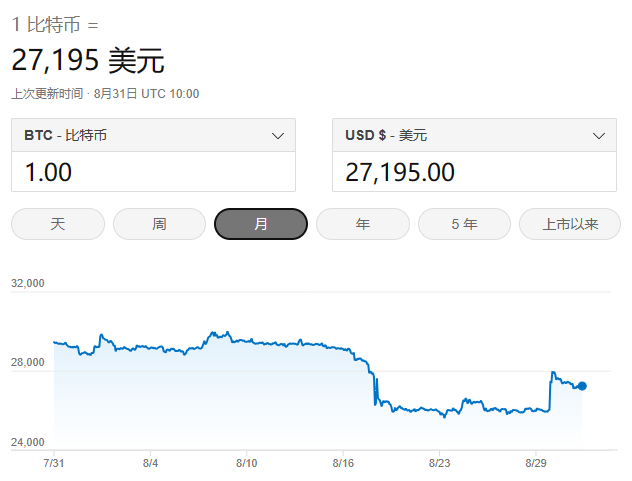 1 比特币 =
27,195 美元
上次更新时间 · 8月31日 UTC 10:00
BTC - 比特币
USD $ - 美元
1.00
27,195.00
天
周
月
年
5 年
上市以来
32,000
28,000
24,000
7/31
8/4
8/10
8/16
8/23
8/29